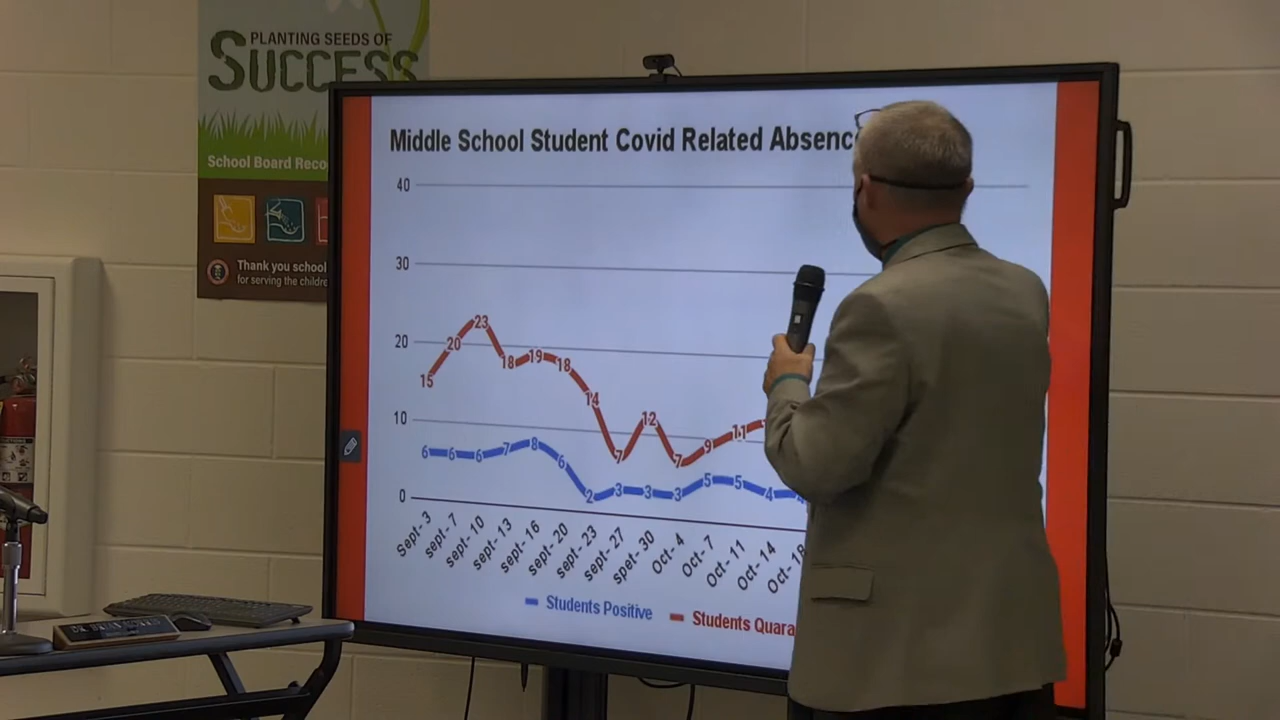 PLANTING SEEDS OF
SUCCESS
School Board Reco
Thank you school
for serving the childre
Middle School Student Covid Related Absenc
40
30
20
10
0
15 20 23 18 19 18 14 7 12 7 9 11
6 6 6 7 8 6 2 3 3 3 5 5 4
Sept- 3 sept- 7 sept- 10 sept- 13 sept- 16 sept- 20 sept- 23 sept- 27 spet- 30 Oct- 4 Oct- 7 Oct- 11 Oct- 14 Oct- 18
Students Positive Students Quara